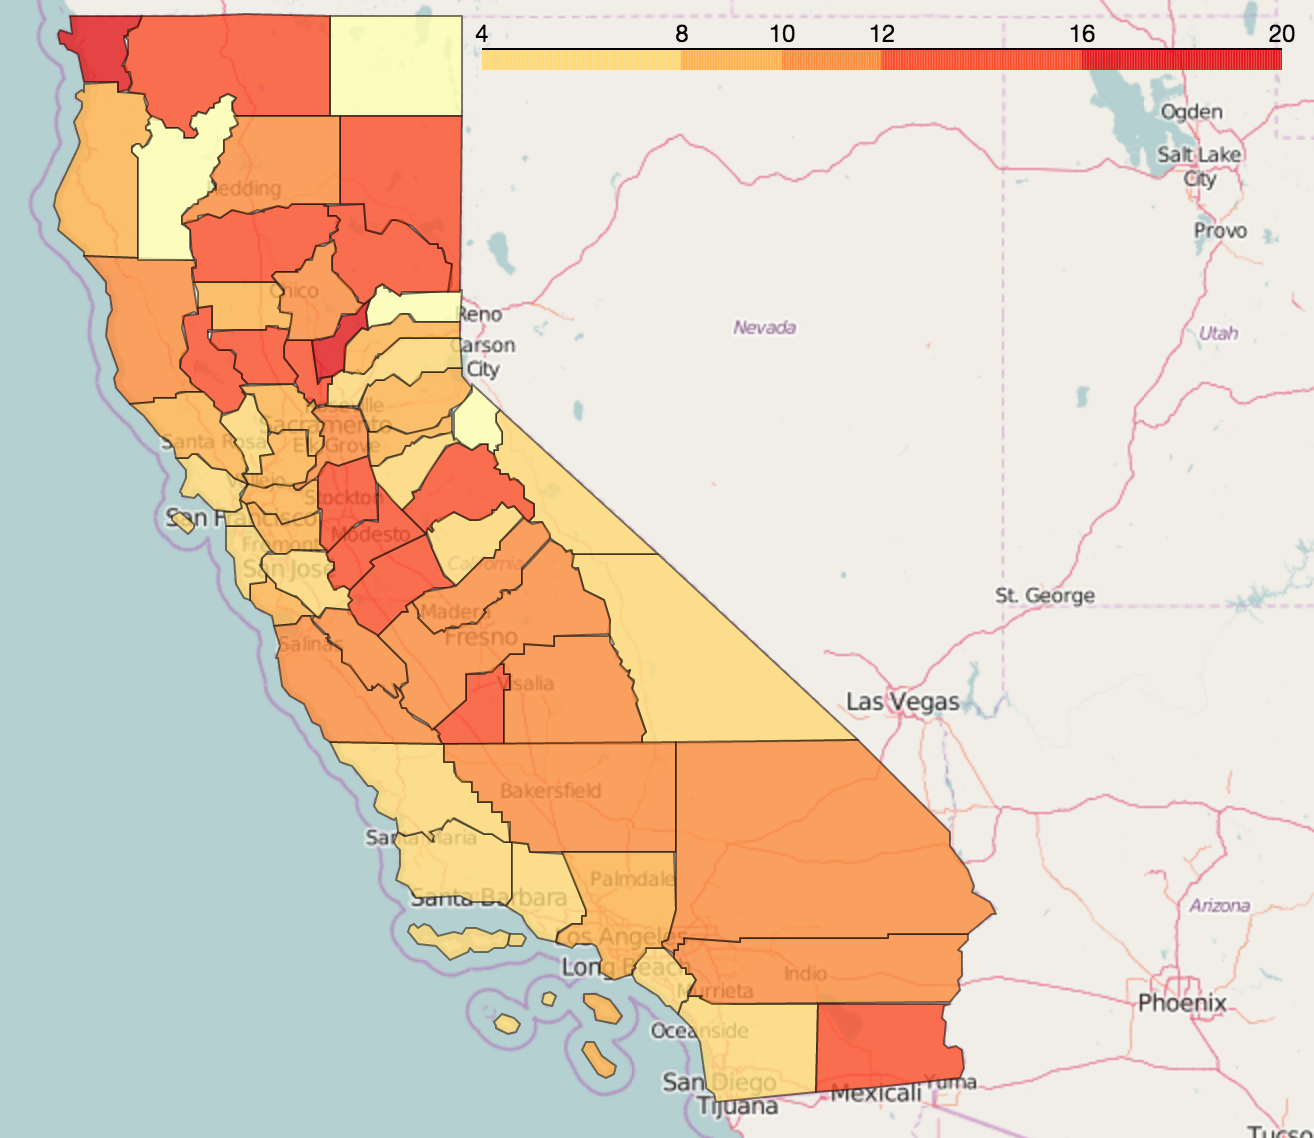 4 8 10 12 16 20
Ogden
Salt Lake
City
Redding
Provo
Chico
Reno
Nevada
Utah
Carson
City
Roseville
Sacramento
Santa Rosa
Elk Grove
Vallejo
Stockton
San Francisco
Modesto
Fremont
California
San Jose
St. George
Madera
Salinas
Fresno
Visalia
Las Vegas
Bakersfield
Santa Maria
Palmdale
Santa Barbara
Arizona
Los Angeles
Long Beach
Indio
Murrieta
Phoenix
Oceanside
San Diego
Yuma
Mexicali
Tijuana
Tucso